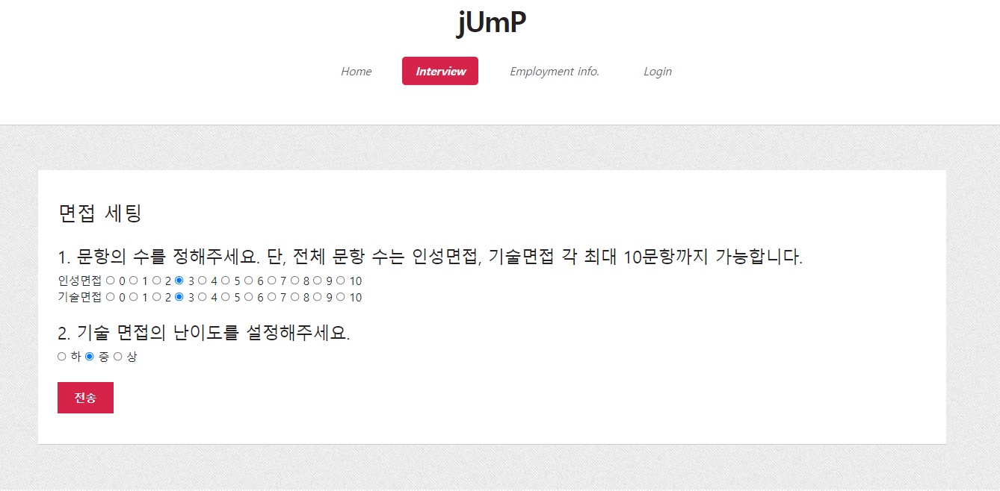 jUmP
Home Interview Employment info. Login
면접 세팅
1. 문항의 수를 정해주세요. 단, 전체 문항 수는 인성면접, 기술면접 각 최대 10문항까지 가능합니다.
인성면접 0 1 2 3 4 5 6 7 8 9 10
기술면접 0 1 2 3 4 5 6 7 8 9 10
2. 기술 면접의 난이도를 설정해주세요.
하 중 상
전송